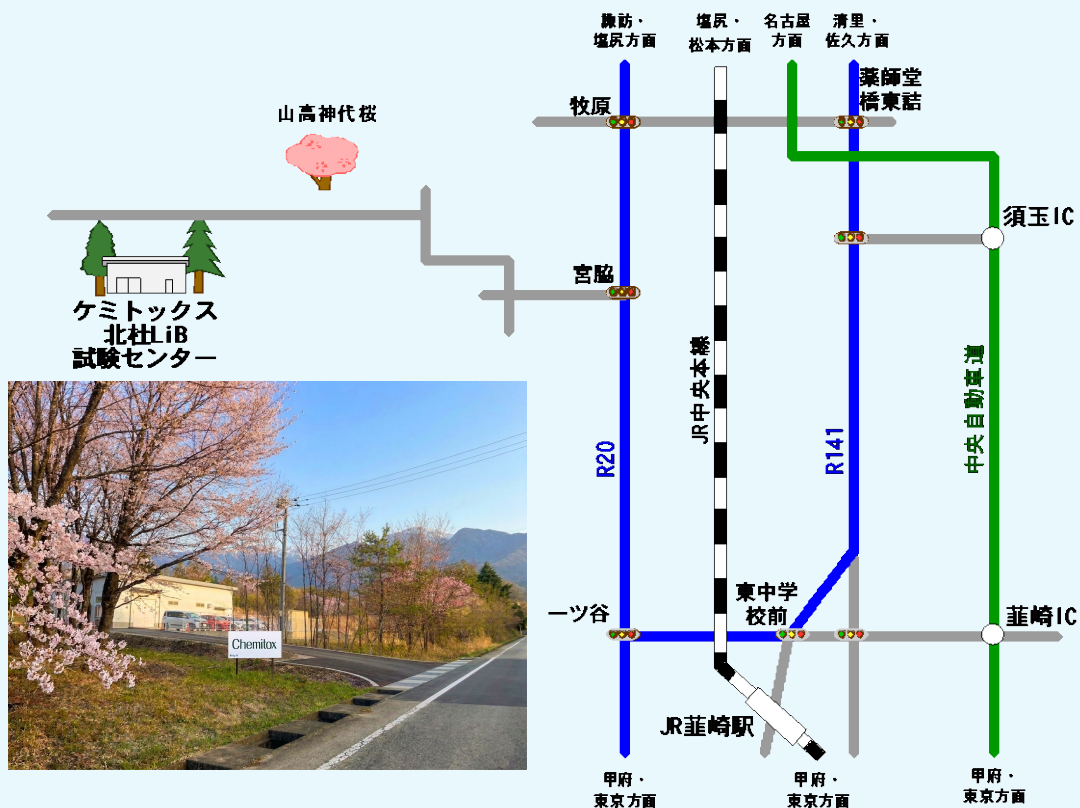 諏訪・
塩尻方面
塩尻・
松本方面
名古屋
方面
清里・
佐久方面
薬師堂
橋東詰
牧原
山高神代桜
須玉IC
宮脇
ケミトックス
北杜LiB
試験センター
JR中央本線
中央自動車道
R20
R141
Chemitox
東中学
校前
一ツ谷
韮崎IC
JR韮崎駅
甲府・
東京方面
甲府・
東京方面
甲府・
東京方面